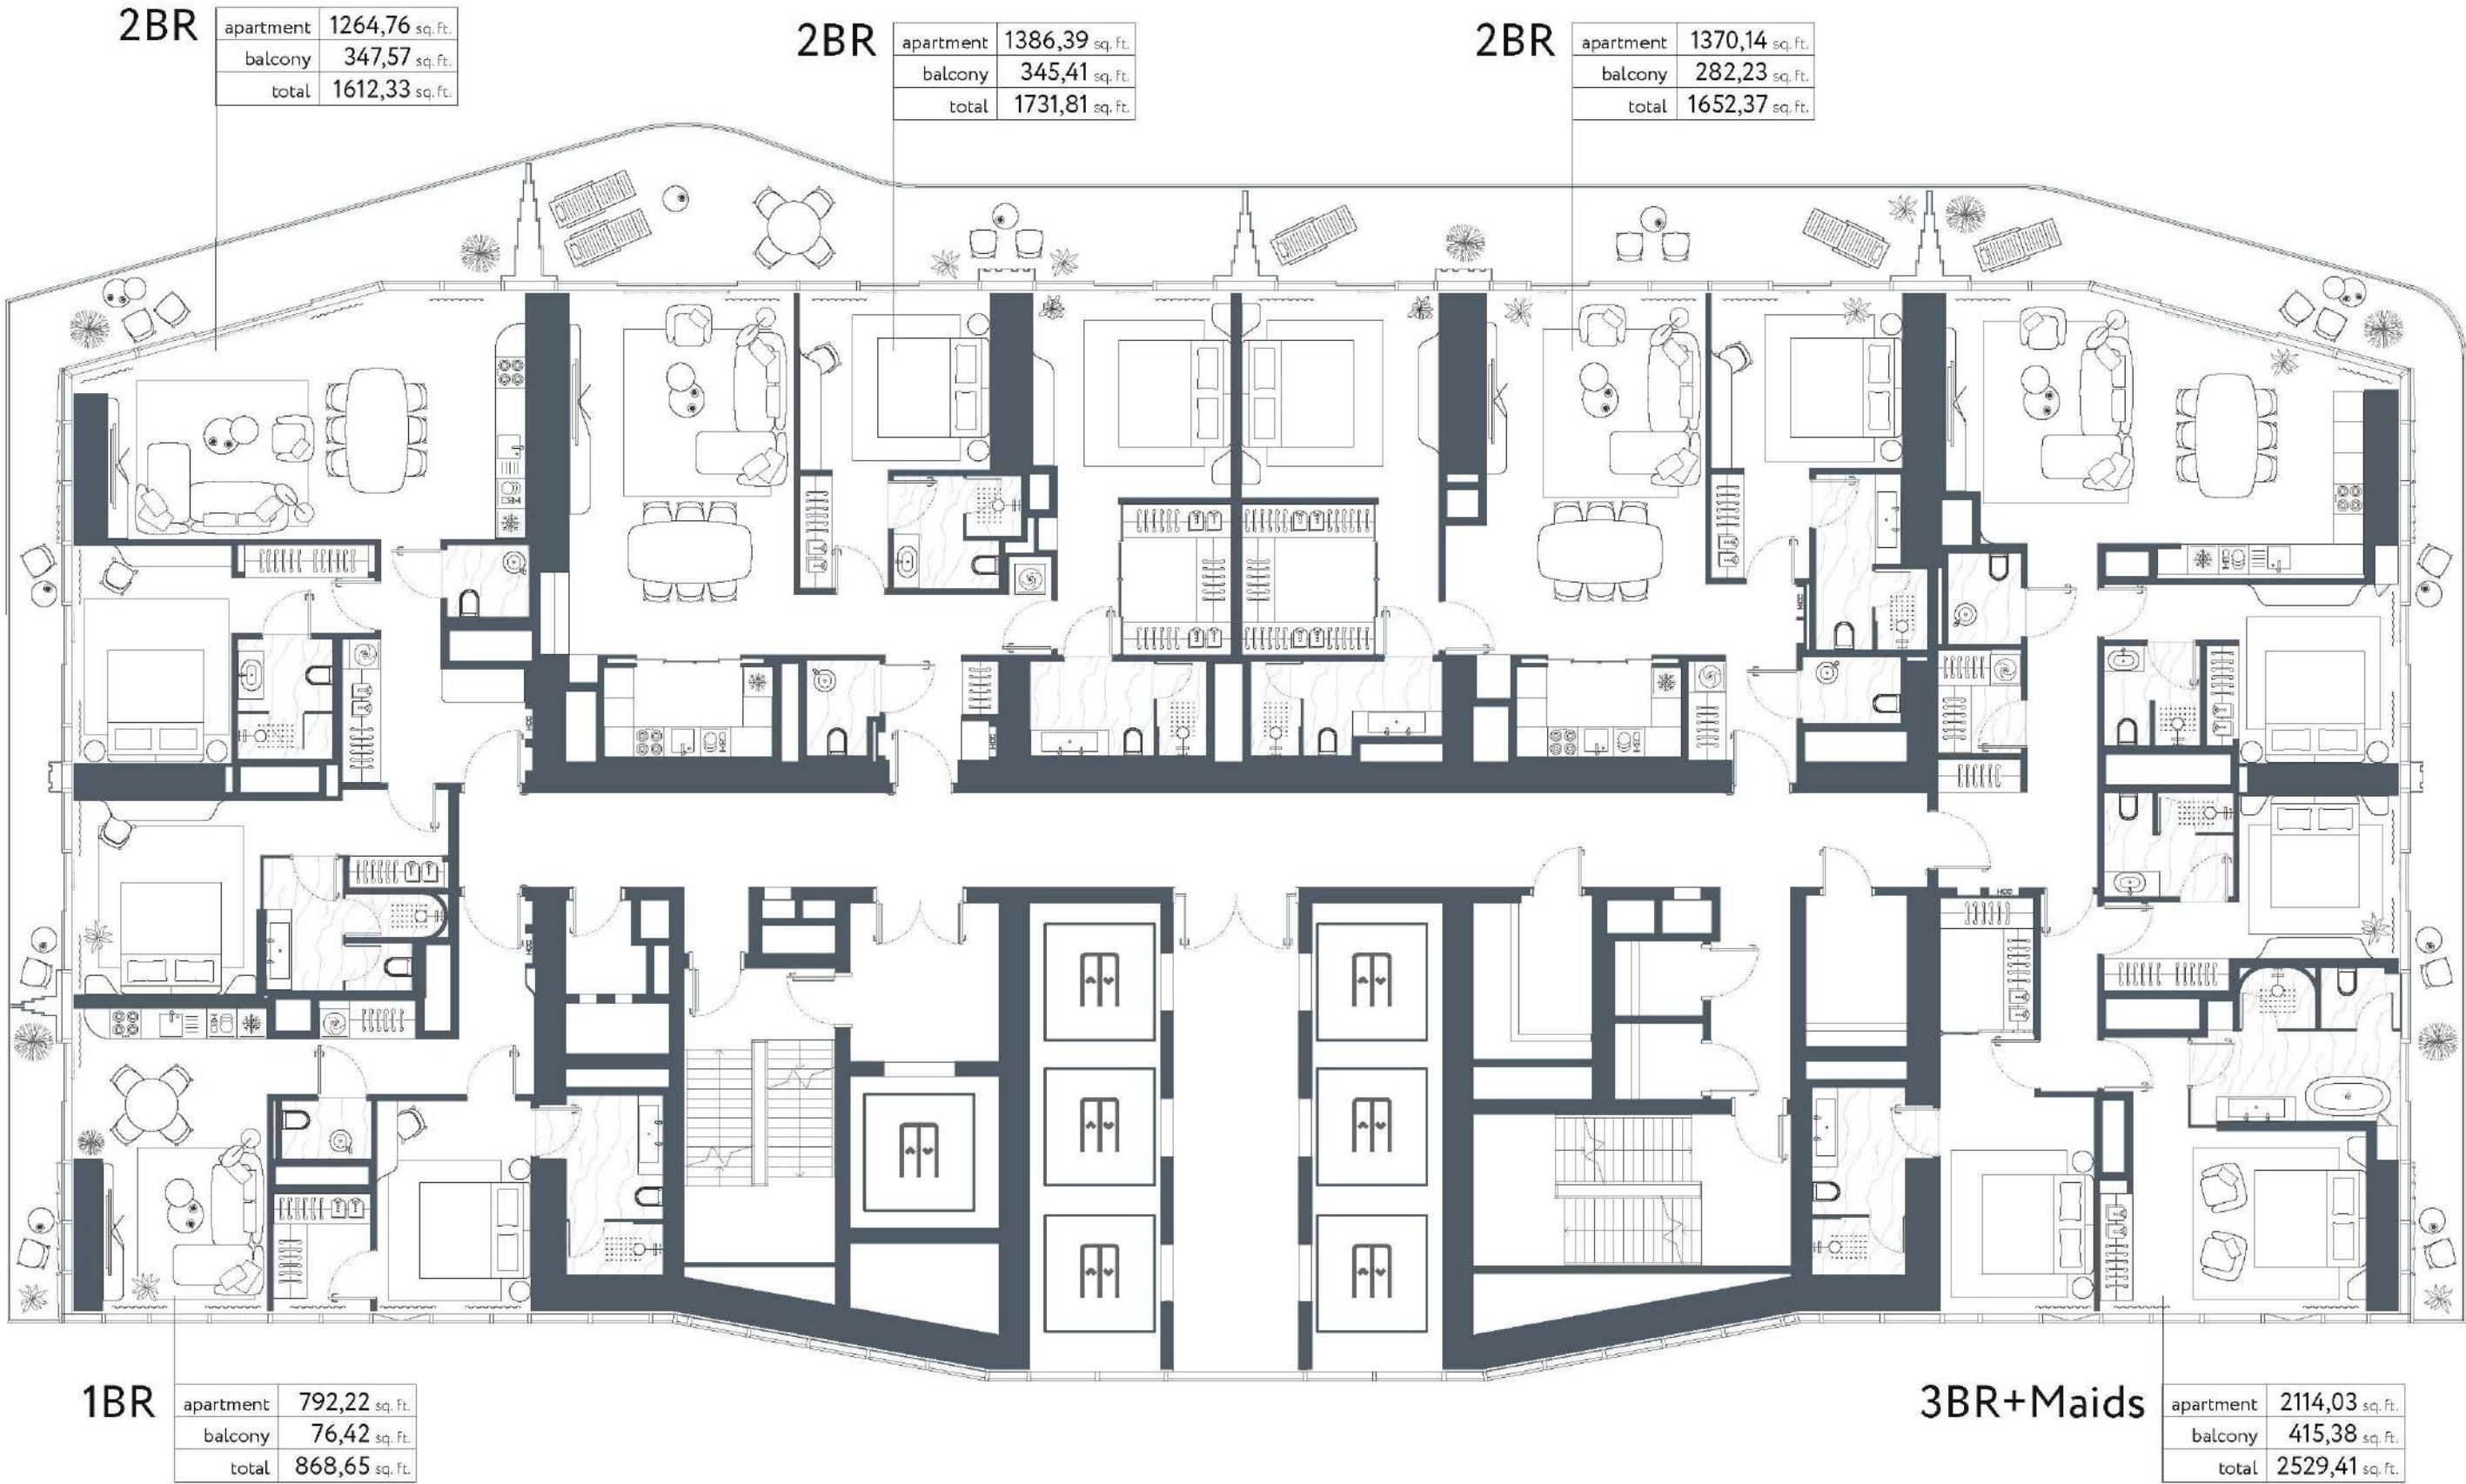 2BR
apartment 1264,76 sq. ft.
balcony 347,57 sq. ft.
total 1612,33 sq. ft.
2BR
apartment 1386,39 sq. ft.
balcony 345,41 sq. ft.
total 1731,81 sq. ft.
2BR
apartment 1370,14 sq. ft.
balcony 282,23 sq. ft.
total 1652,37 sq. ft.
1BR
apartment 792,22 sq. ft.
balcony 76,42 sq. ft.
total 868,65 sq. ft.
3BR+Maids
apartment 2114,03 sq. ft.
balcony 415,38 sq. ft.
total 2529,41 sq. ft.